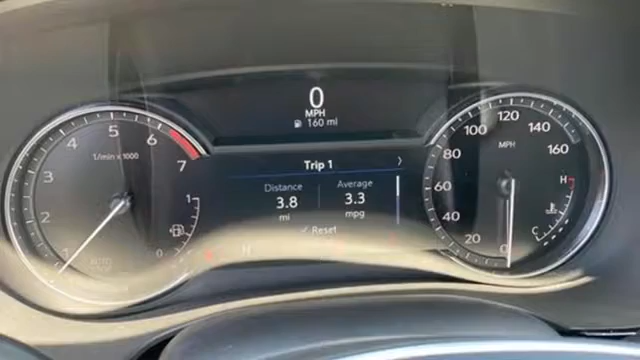 0
MPH
160 mi
Trip 1
Distance
3.8
mi
Average
3.3
mpg
✓ Reset
1
2
3
4
5
6
7
1/min x 1000
1
0
0
20
40
60
80
100
120
140
160
MPH
H
C